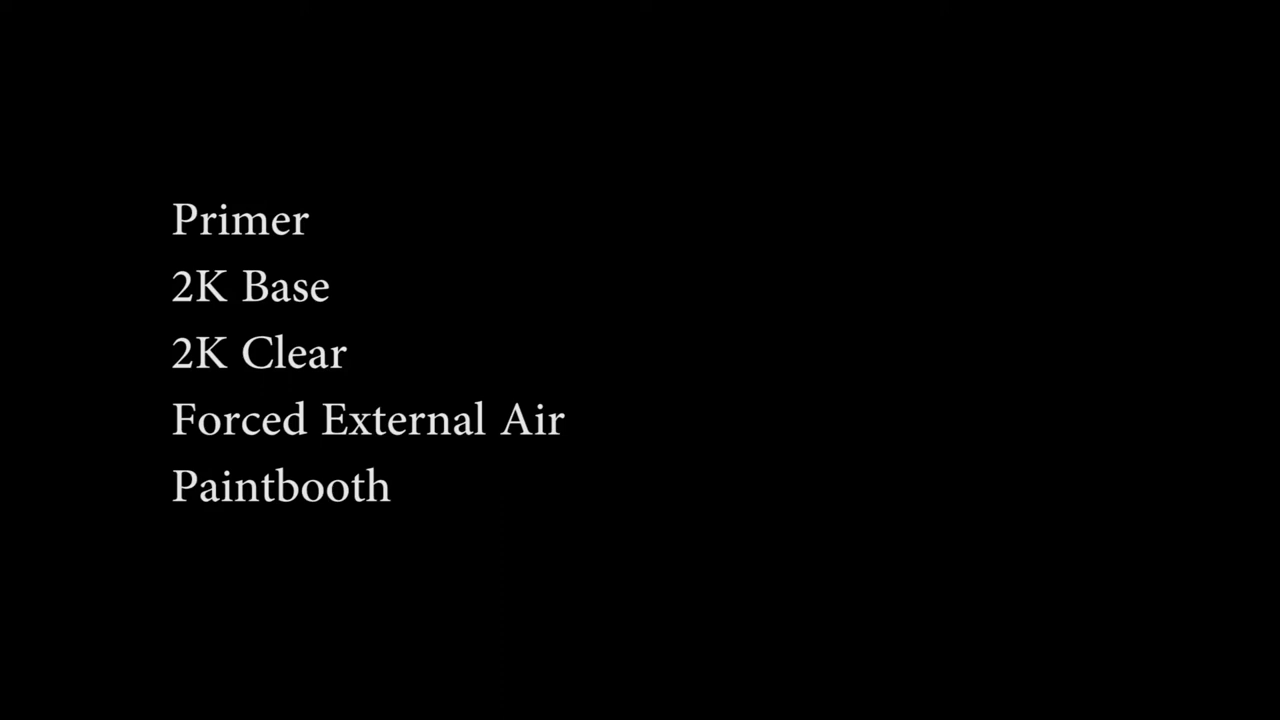 Primer
2K Base
2K Clear
Forced External Air
Paintbooth